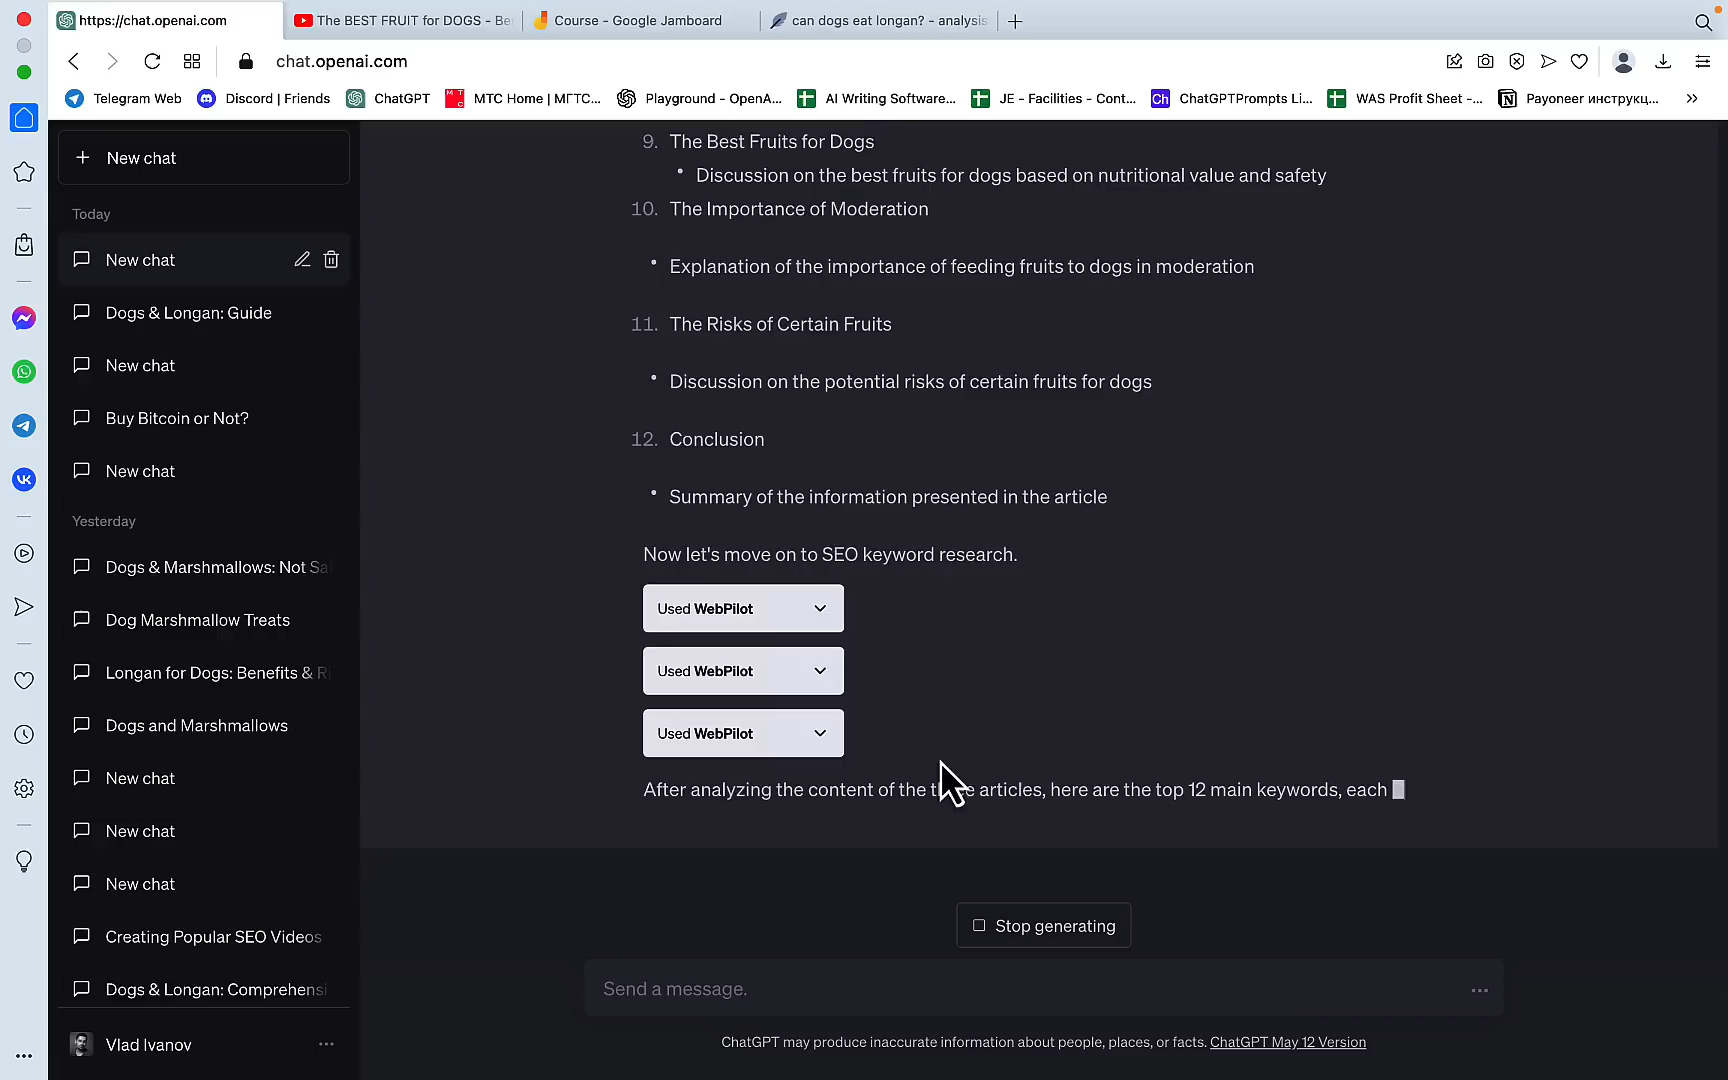 https://chat.openai.com
The BEST FRUIT for DOGS - Be
Course - Google Jamboard
can dogs eat longan? - analysis
chat.openai.com
Telegram Web
Discord | Friends
ChatGPT
МТС Home | МГТС...
Playground - OpenA...
AI Writing Software...
JE - Facilities - Cont...
Ch
ChatGPTPrompts Li...
WAS Profit Sheet -...
Payoneer инструкц...
New chat
Today
New chat
Dogs & Longan: Guide
New chat
Buy Bitcoin or Not?
New chat
Yesterday
Dogs & Marshmallows: Not Sa
Dog Marshmallow Treats
Longan for Dogs: Benefits & R
Dogs and Marshmallows
New chat
New chat
New chat
Creating Popular SEO Videos
Dogs & Longan: Comprehensi
Vlad Ivanov
9. The Best Fruits for Dogs
• Discussion on the best fruits for dogs based on nutritional value and safety
10. The Importance of Moderation
• Explanation of the importance of feeding fruits to dogs in moderation
11. The Risks of Certain Fruits
• Discussion on the potential risks of certain fruits for dogs
12. Conclusion
• Summary of the information presented in the article
Now let's move on to SEO keyword research.
Used WebPilot
Used WebPilot
Used WebPilot
After analyzing the content of the three articles, here are the top 12 main keywords, each
Stop generating
Send a message.
ChatGPT may produce inaccurate information about people, places, or facts. ChatGPT May 12 Version